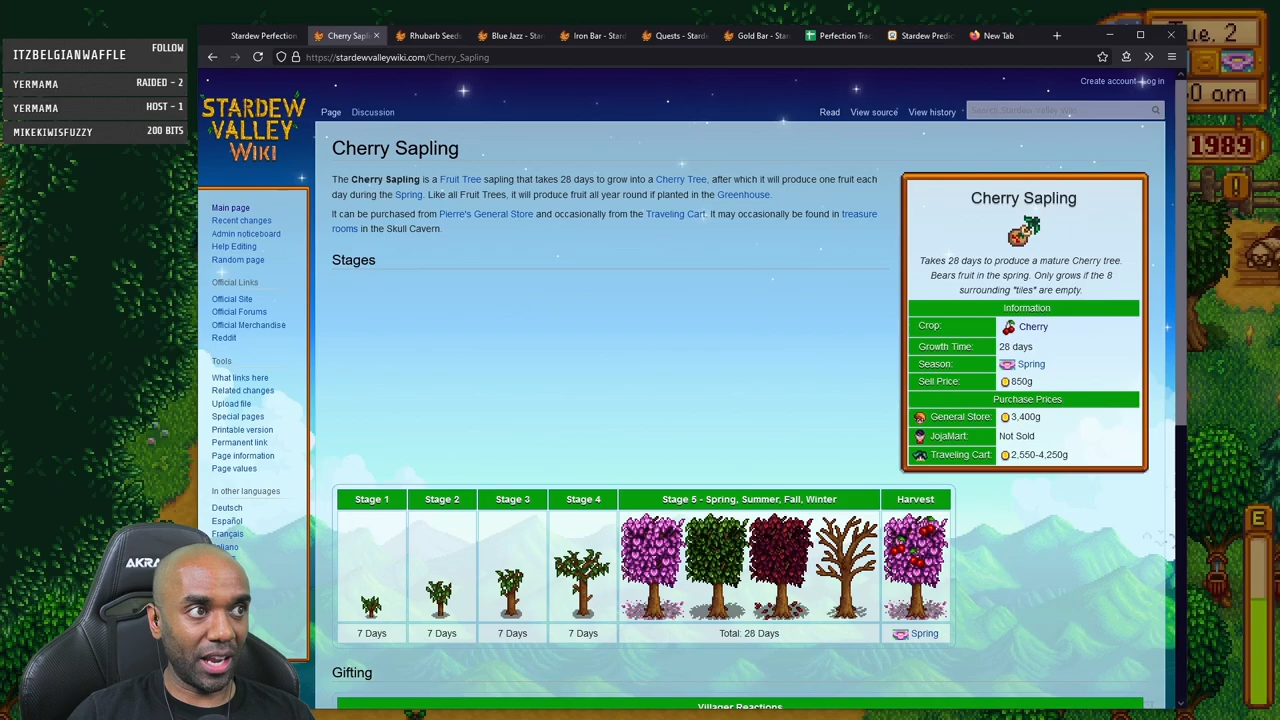 ITZBELGIANWAFFLE FOLLOW
YERMAMA RAIDED - 2
YERMAMA HOST - 1
MIKEKIWISFUZZY 200 BITS
Stardew Perfection
Cherry Sapli
Rhubarb Seeds
Blue Jazz - Star
Iron Bar - Stard
Quests - Starde
Gold Bar - Sta
Perfection Trac
Stardew Predic
New Tab
https://stardewvalleywiki.com/Cherry_Sapling
ue. 2
0 am
1989
E
Create account Log in
STARDEW
VALLEY
WIKI
Page Discussion Read View source View history Search Stardew Valley Wiki
Main page
Recent changes
Admin noticeboard
Help Editing
Random page
Official Links
Official Site
Official Forums
Official Merchandise
Reddit
Tools
What links here
Related changes
Upload file
Special pages
Printable version
Permanent link
Page information
Page values
In other languages
Deutsch
Español
Français
Italiano
Cherry Sapling
The Cherry Sapling is a Fruit Tree sapling that takes 28 days to grow into a Cherry Tree, after which it will produce one fruit each
day during the Spring. Like all Fruit Trees, it will produce fruit all year round if planted in the Greenhouse.
It can be purchased from Pierre's General Store and occasionally from the Traveling Cart. It may occasionally be found in treasure
rooms in the Skull Cavern.
Stages
Cherry Sapling
Takes 28 days to produce a mature Cherry tree.
Bears fruit in the spring. Only grows if the 8
surrounding "tiles" are empty.
Information
Crop: Cherry
Growth Time: 28 days
Season: Spring
Sell Price: 850g
Purchase Prices
General Store: 3,400g
JojaMart: Not Sold
Traveling Cart: 2,550-4,250g
Stage 1 Stage 2 Stage 3 Stage 4 Stage 5 - Spring, Summer, Fall, Winter Harvest
7 Days 7 Days 7 Days 7 Days Total: 28 Days Spring
Gifting
Villager Reactions
AKRA